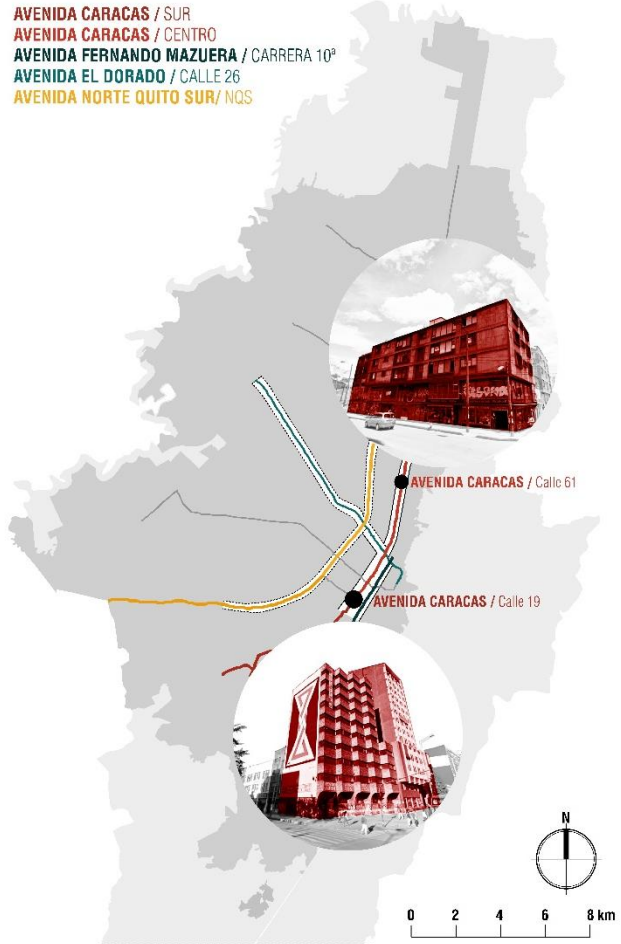 AVENIDA CARACAS / SUR
AVENIDA CARACAS / CENTRO
AVENIDA FERNANDO MAZUERA / CARRERA 10ª
AVENIDA EL DORADO / CALLE 26
AVENIDA NORTE QUITO SUR/ NQS
AVENIDA CARACAS / Calle 61
AVENIDA CARACAS / Calle 19
N
0 2 4 6 8 km